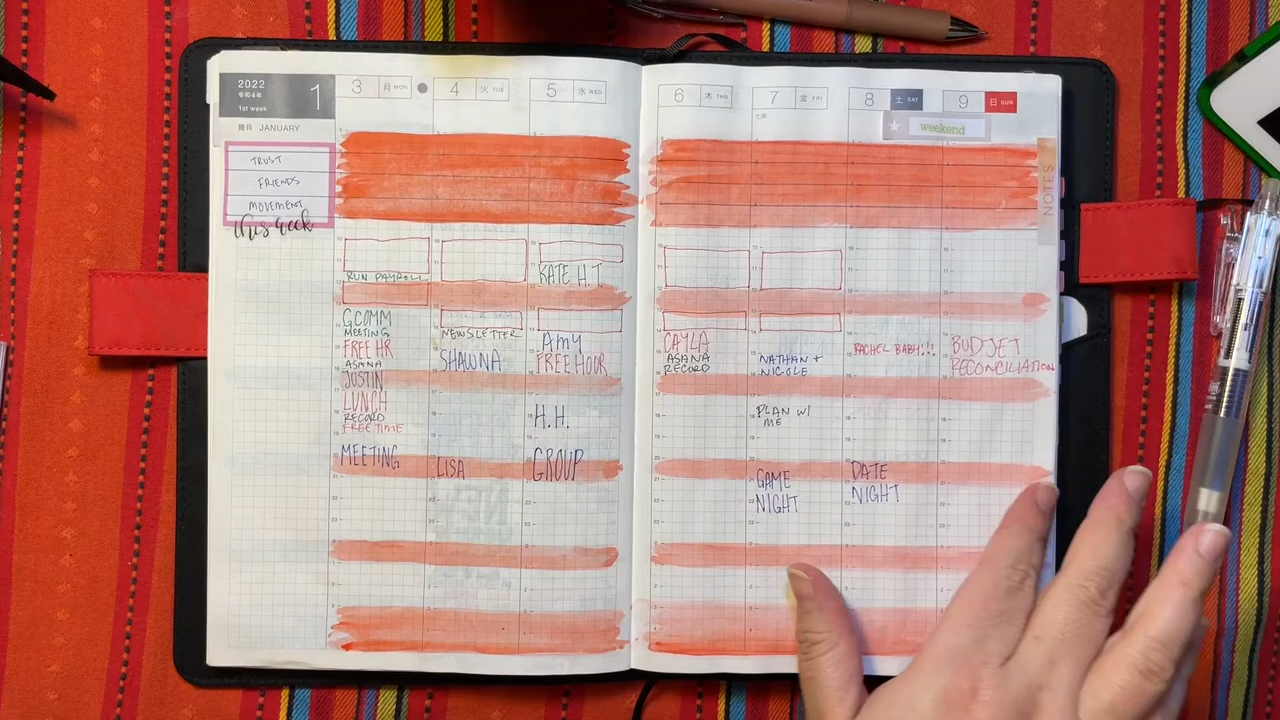 2022
令和4年
1st week
1
睦月 JANUARY
TRUST
FRIENDS
MOVEMENT
this week
3 月 MON
RUN PAYROLL
GCOMM
MEETING
FREE HR
ASANA
JUSTIN
LUNCH
RECORD
FREE TIME
MEETING
4 火 TUE
NEWSLETTER
SHAWNA
LISA
5 水 WED
KATE H.T.
Amy
FREE HOUR
H.H.
GROUP
6 木 THU
CAYLA
ASANA
RECORD
7 金 FRI
七草
NATHAN +
NICOLE
PLAN W/
ME
GAME
NIGHT
8 土 SAT
weekend
RACHEL BABY!!!
DATE
NIGHT
9 日 SUN
BUDJET
RECONCILIATION
NOTES